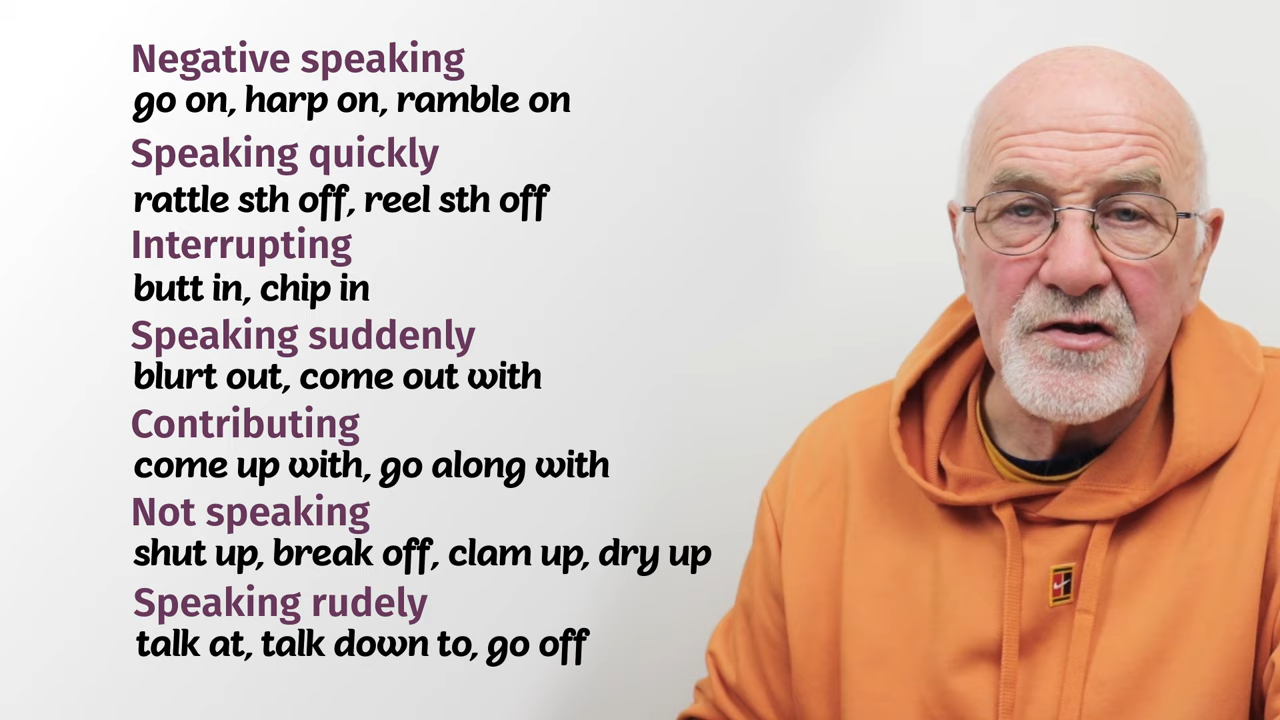 Negative speaking
go on, harp on, ramble on
Speaking quickly
rattle sth off, reel sth off
Interrupting
butt in, chip in
Speaking suddenly
blurt out, come out with
Contributing
come up with, go along with
Not speaking
shut up, break off, clam up, dry up
Speaking rudely
talk at, talk down to, go off